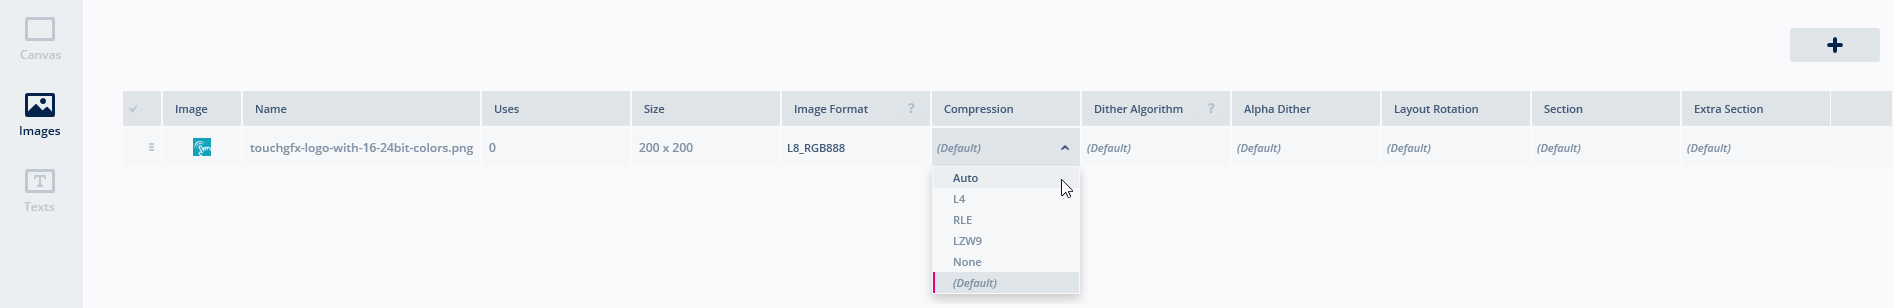 Canvas
Images
Texts
Image Name Uses Size Image Format ? Compression Dither Algorithm ? Alpha Dither Layout Rotation Section Extra Section
touchgfx-logo-with-16-24bit-colors.png 0 200 x 200 L8_RGB888 (Default) (Default) (Default) (Default) (Default) (Default)
Auto
L4
RLE
LZW9
None
(Default)